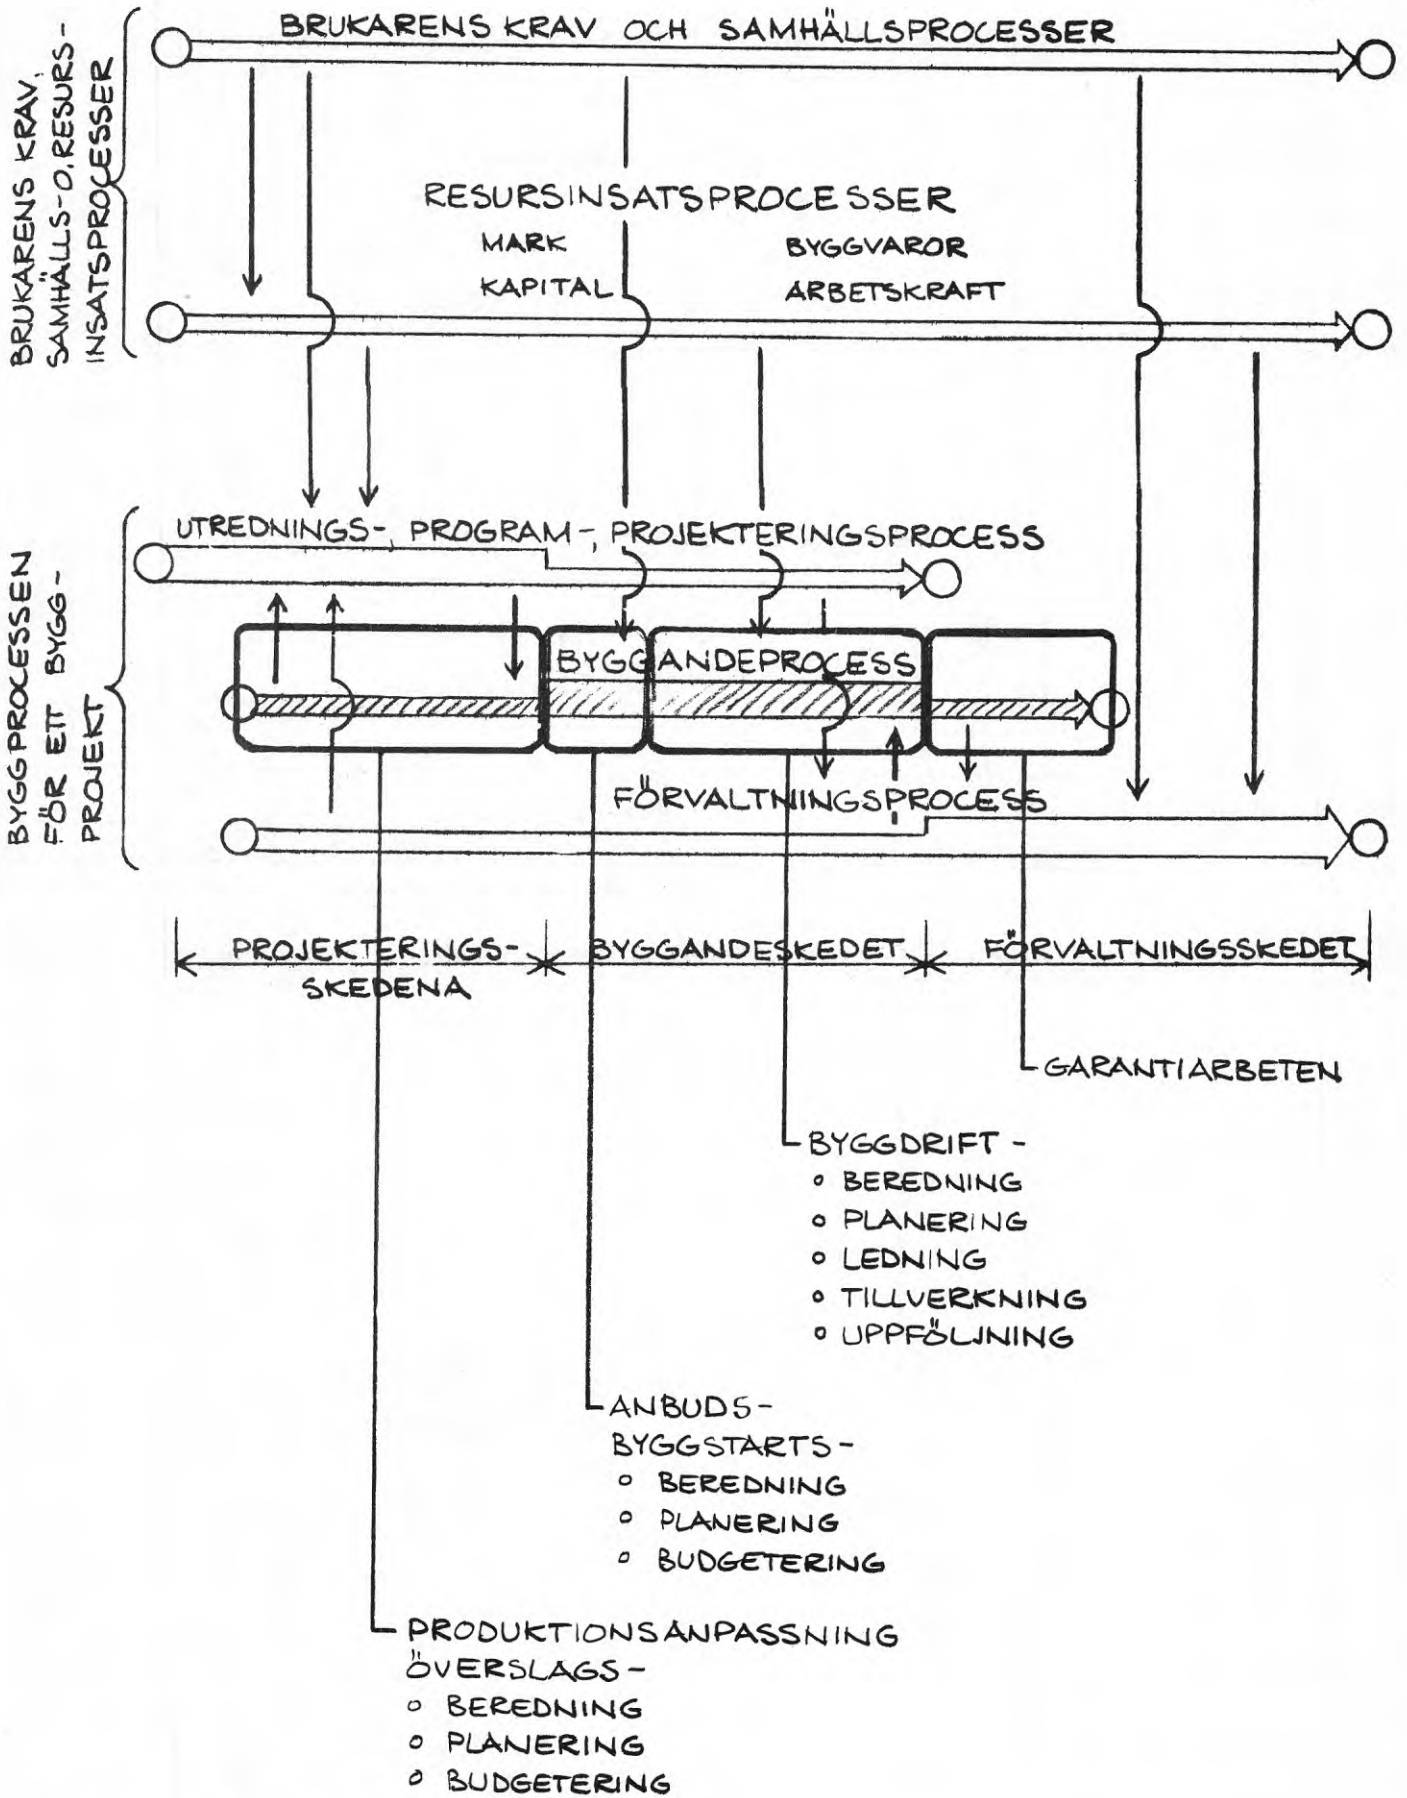 BRUKARENS KRAV OCH SAMHÄLLSPROCESSER
BRUKARENS KRAV,
SAMHÄLLS- O. RESURS-
INSATSPROCESSER
RESURSINSATSPROCESSER
MARK
BYGGVAROR
KAPITAL
ARBETSKRAFT
BYGGPROCESSEN
FÖR ETT BYGG-
PROJEKT
UTREDNINGS-, PROGRAM-, PROJEKTERINGSPROCESS
BYGGANDEPROCESS
FÖRVALTNINGSPROCESS
PROJEKTERINGS-
SKEDENA
BYGGANDESKEDET
FÖRVALTNINGSSKEDET
GARANTIARBETEN
BYGGDRIFT -
o BEREDNING
o PLANERING
o LEDNING
o TILLVERKNING
o UPPFÖLJNING
ANBUDS-
BYGGSTARTS-
o BEREDNING
o PLANERING
o BUDGETERING
PRODUKTIONSANPASSNING
ÖVERSLAGS-
o BEREDNING
o PLANERING
o BUDGETERING